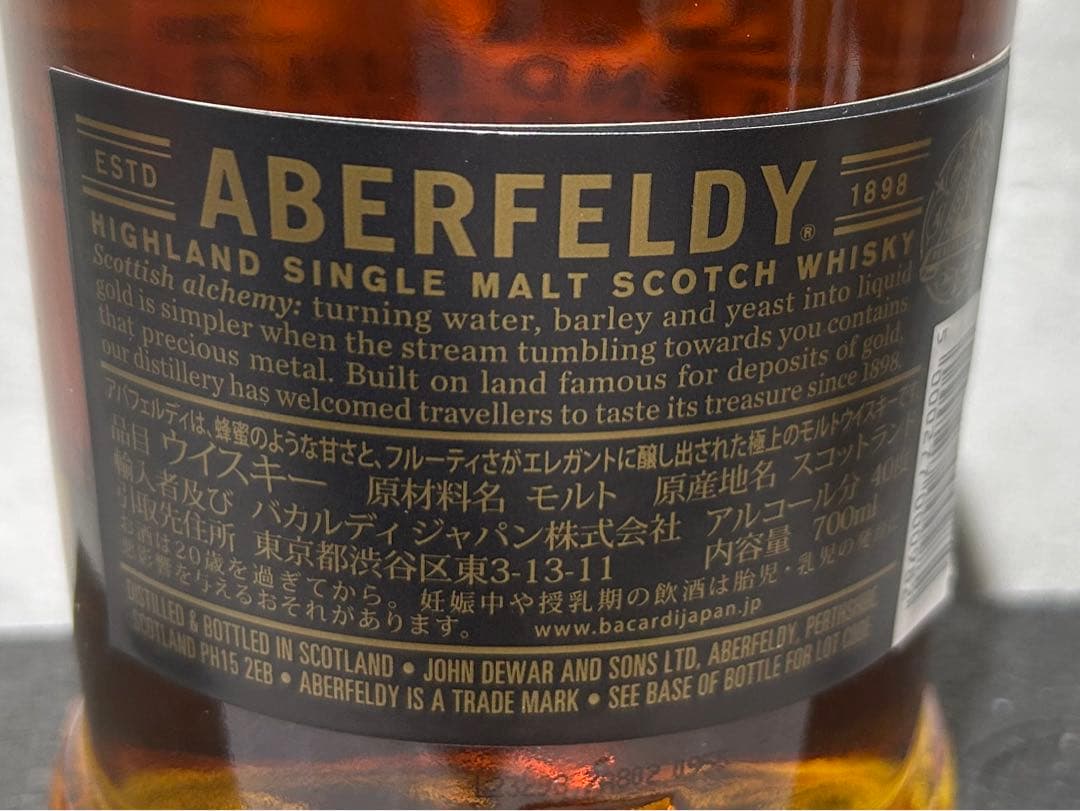 ESTD ABERFELDY® 1898
HIGHLAND SINGLE MALT SCOTCH WHISKY
Scottish alchemy: turning water, barley and yeast into liquid
gold is simpler when the stream tumbling towards you contains
that precious metal. Built on land famous for deposits of gold,
our distillery has welcomed travellers to taste its treasure since 1898.
アバフェルディは、蜂蜜のような甘さと、フルーティさがエレガントに醸し出された極上のモルトウイスキーです
品目 ウイスキー 原材料名 モルト 原産地名 スコットランド
輸入者及び バカルディ ジャパン株式会社 アルコール分 40度
引取先住所 東京都渋谷区東3-13-11 内容量 700ml
お酒は20歳を過ぎてから。妊娠中や授乳期の飲酒は胎児・乳児の発育に
悪影響を与えるおそれがあります。 www.bacardijapan.jp
DISTILLED & BOTTLED IN SCOTLAND • JOHN DEWAR AND SONS LTD, ABERFELDY, PERTHSHIRE
SCOTLAND PH15 2EB • ABERFELDY IS A TRADE MARK • SEE BASE OF BOTTLE FOR LOT CODE